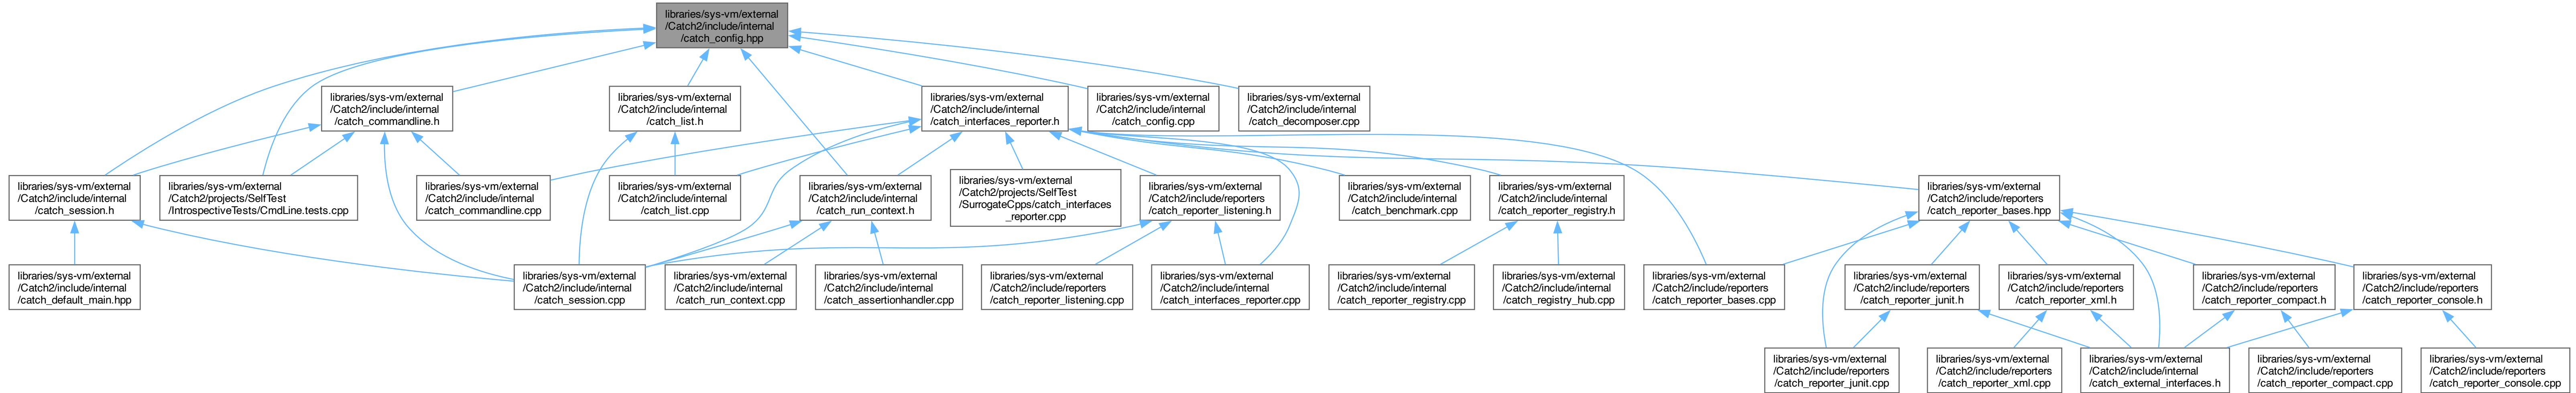 libraries/sys-vm/external
/Catch2/include/internal
/catch_config.hpp
libraries/sys-vm/external
/Catch2/include/internal
/catch_commandline.h
libraries/sys-vm/external
/Catch2/include/internal
/catch_list.h
libraries/sys-vm/external
/Catch2/include/internal
/catch_interfaces_reporter.h
libraries/sys-vm/external
/Catch2/include/internal
/catch_config.cpp
libraries/sys-vm/external
/Catch2/include/internal
/catch_decomposer.cpp
libraries/sys-vm/external
/Catch2/include/internal
/catch_session.h
libraries/sys-vm/external
/Catch2/projects/SelfTest
/IntrospectiveTests/CmdLine.tests.cpp
libraries/sys-vm/external
/Catch2/include/internal
/catch_commandline.cpp
libraries/sys-vm/external
/Catch2/include/internal
/catch_list.cpp
libraries/sys-vm/external
/Catch2/include/internal
/catch_run_context.h
libraries/sys-vm/external
/Catch2/projects/SelfTest
/SurrogateCpps/catch_interfaces
_reporter.cpp
libraries/sys-vm/external
/Catch2/include/reporters
/catch_reporter_listening.h
libraries/sys-vm/external
/Catch2/include/internal
/catch_benchmark.cpp
libraries/sys-vm/external
/Catch2/include/internal
/catch_reporter_registry.h
libraries/sys-vm/external
/Catch2/include/reporters
/catch_reporter_bases.hpp
libraries/sys-vm/external
/Catch2/include/internal
/catch_default_main.hpp
libraries/sys-vm/external
/Catch2/include/internal
/catch_session.cpp
libraries/sys-vm/external
/Catch2/include/internal
/catch_run_context.cpp
libraries/sys-vm/external
/Catch2/include/internal
/catch_assertionhandler.cpp
libraries/sys-vm/external
/Catch2/include/reporters
/catch_reporter_listening.cpp
libraries/sys-vm/external
/Catch2/include/internal
/catch_interfaces_reporter.cpp
libraries/sys-vm/external
/Catch2/include/internal
/catch_reporter_registry.cpp
libraries/sys-vm/external
/Catch2/include/internal
/catch_registry_hub.cpp
libraries/sys-vm/external
/Catch2/include/reporters
/catch_reporter_bases.cpp
libraries/sys-vm/external
/Catch2/include/reporters
/catch_reporter_junit.h
libraries/sys-vm/external
/Catch2/include/reporters
/catch_reporter_xml.h
libraries/sys-vm/external
/Catch2/include/reporters
/catch_reporter_compact.h
libraries/sys-vm/external
/Catch2/include/reporters
/catch_reporter_console.h
libraries/sys-vm/external
/Catch2/include/reporters
/catch_reporter_junit.cpp
libraries/sys-vm/external
/Catch2/include/reporters
/catch_reporter_xml.cpp
libraries/sys-vm/external
/Catch2/include/internal
/catch_external_interfaces.h
libraries/sys-vm/external
/Catch2/include/reporters
/catch_reporter_compact.cpp
libraries/sys-vm/external
/Catch2/include/reporters
/catch_reporter_console.cpp